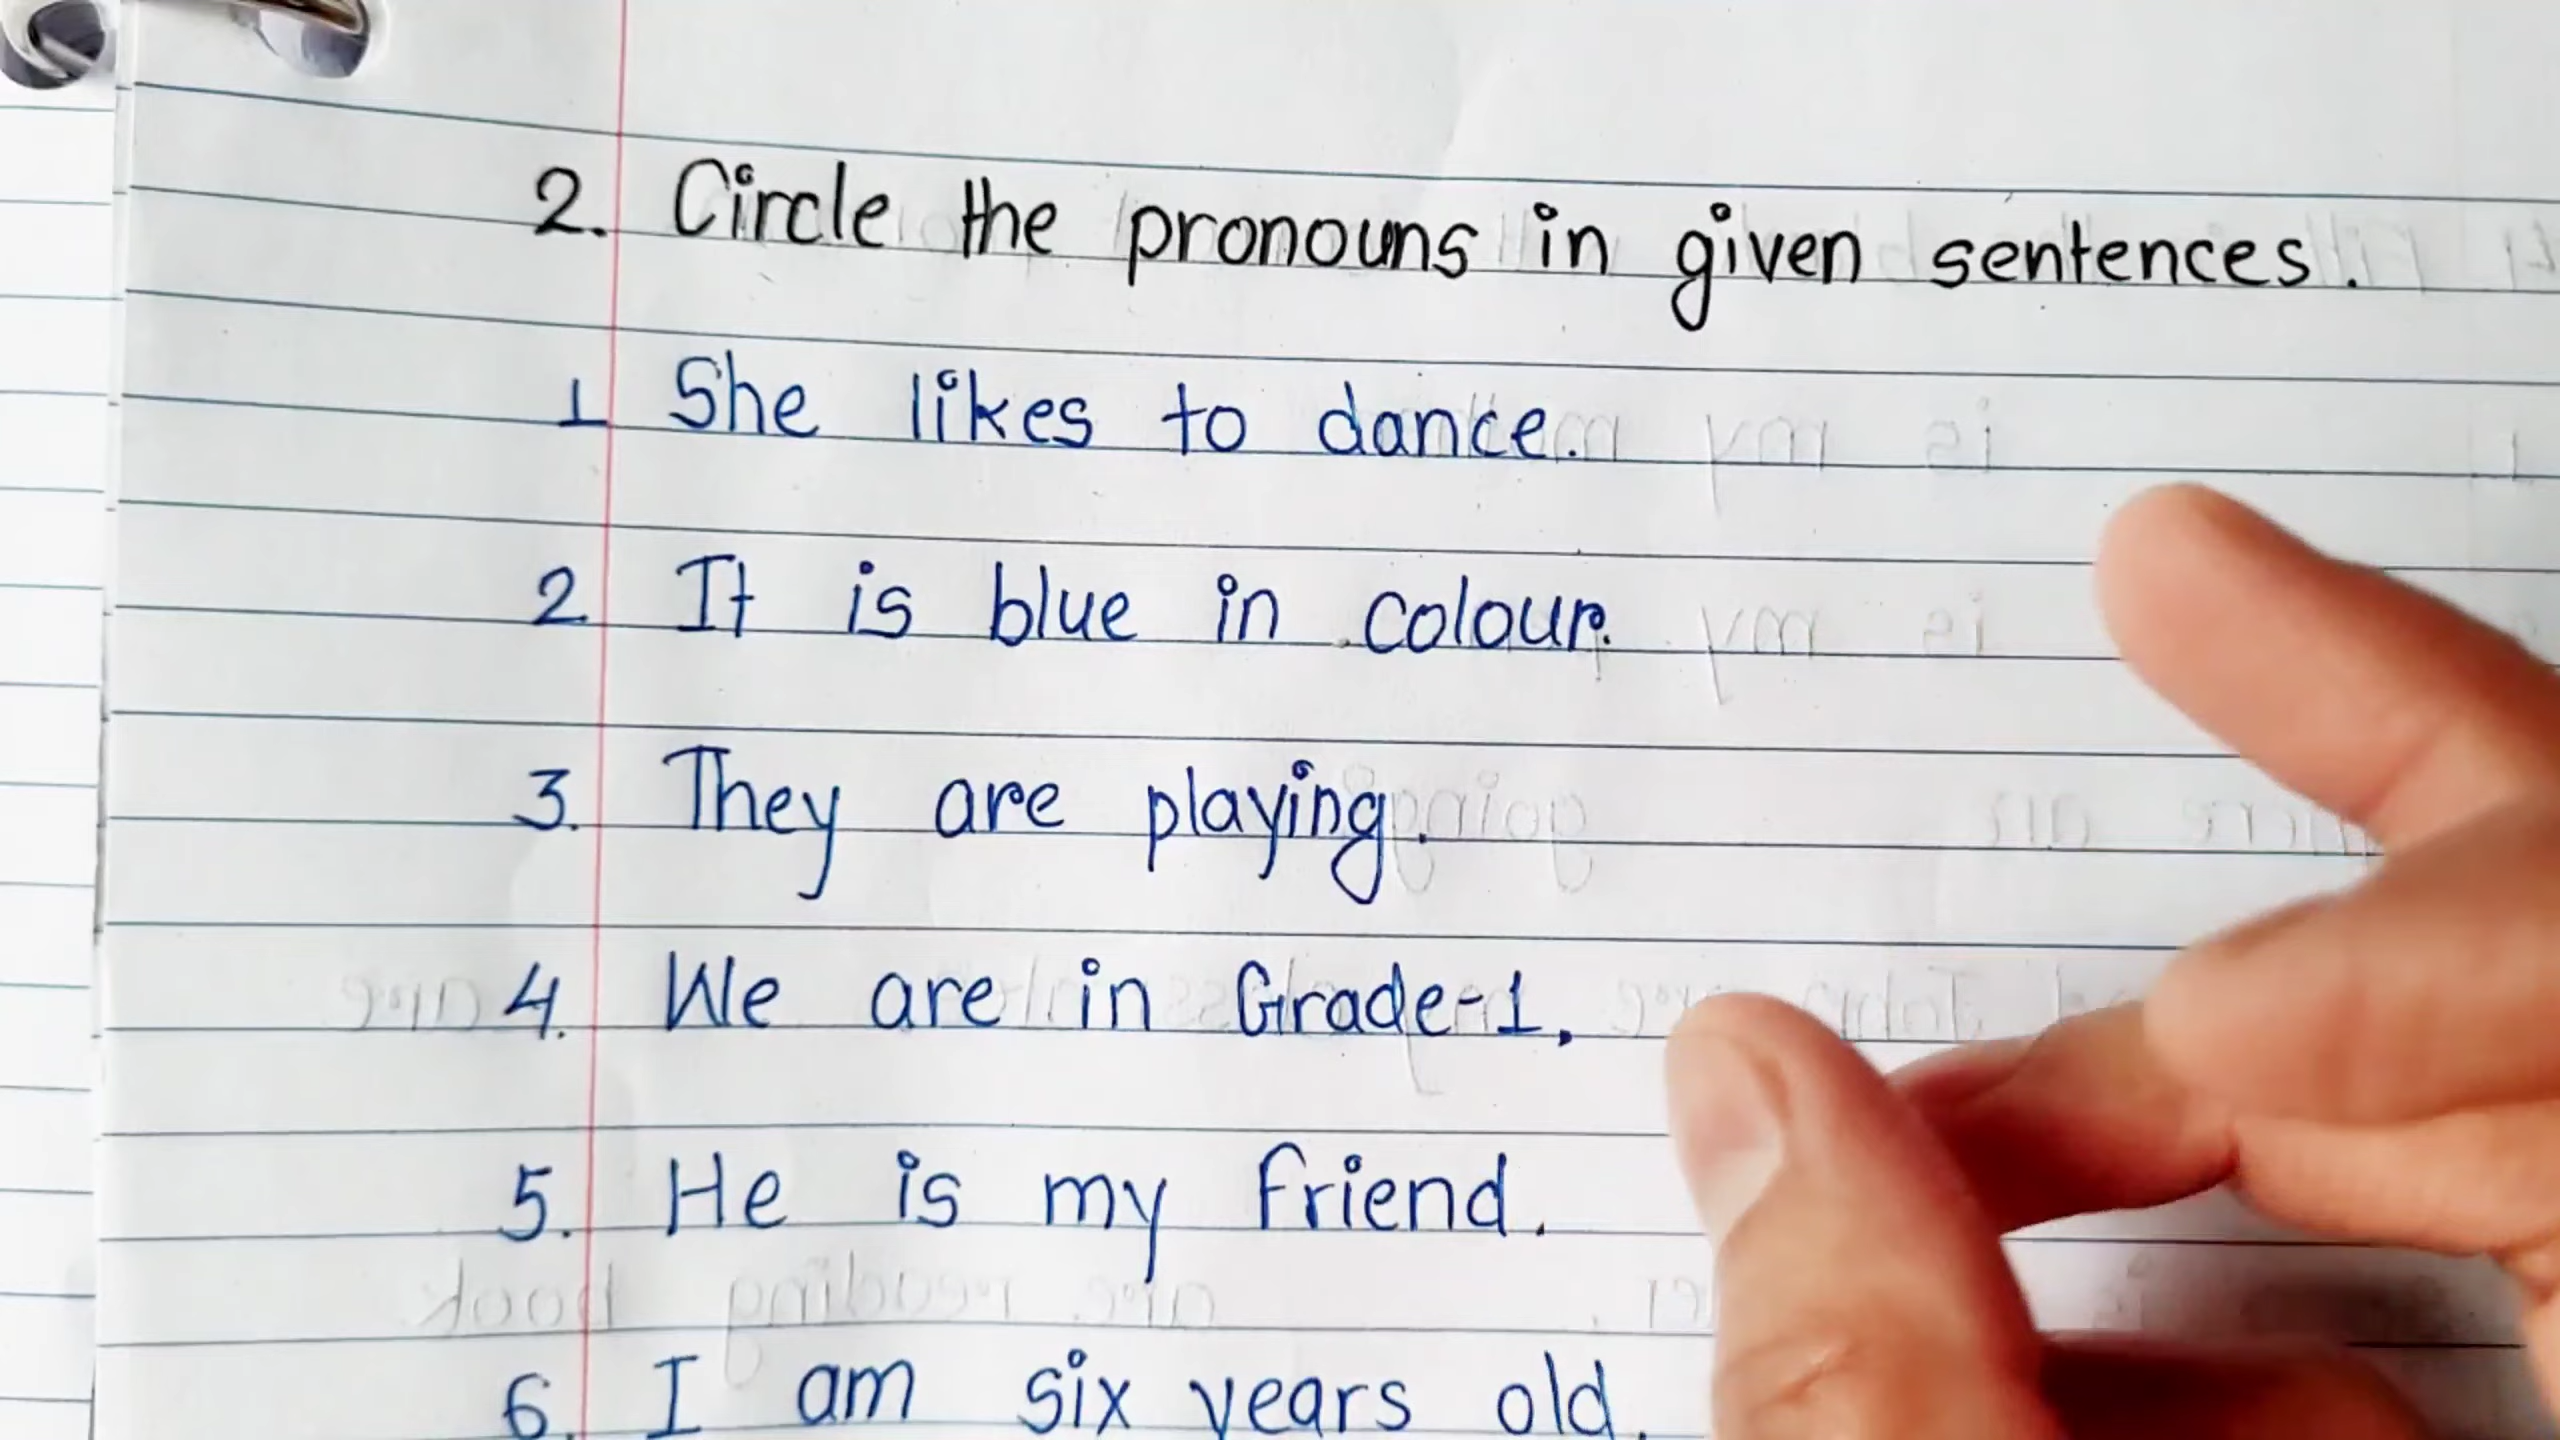 2. Circle the pronouns in given sentences.
1 She likes to dance.
2 It is blue in colour.
3. They are playing.
4. We are in Grade-1.
5. He is my friend.
6. I am six years old.